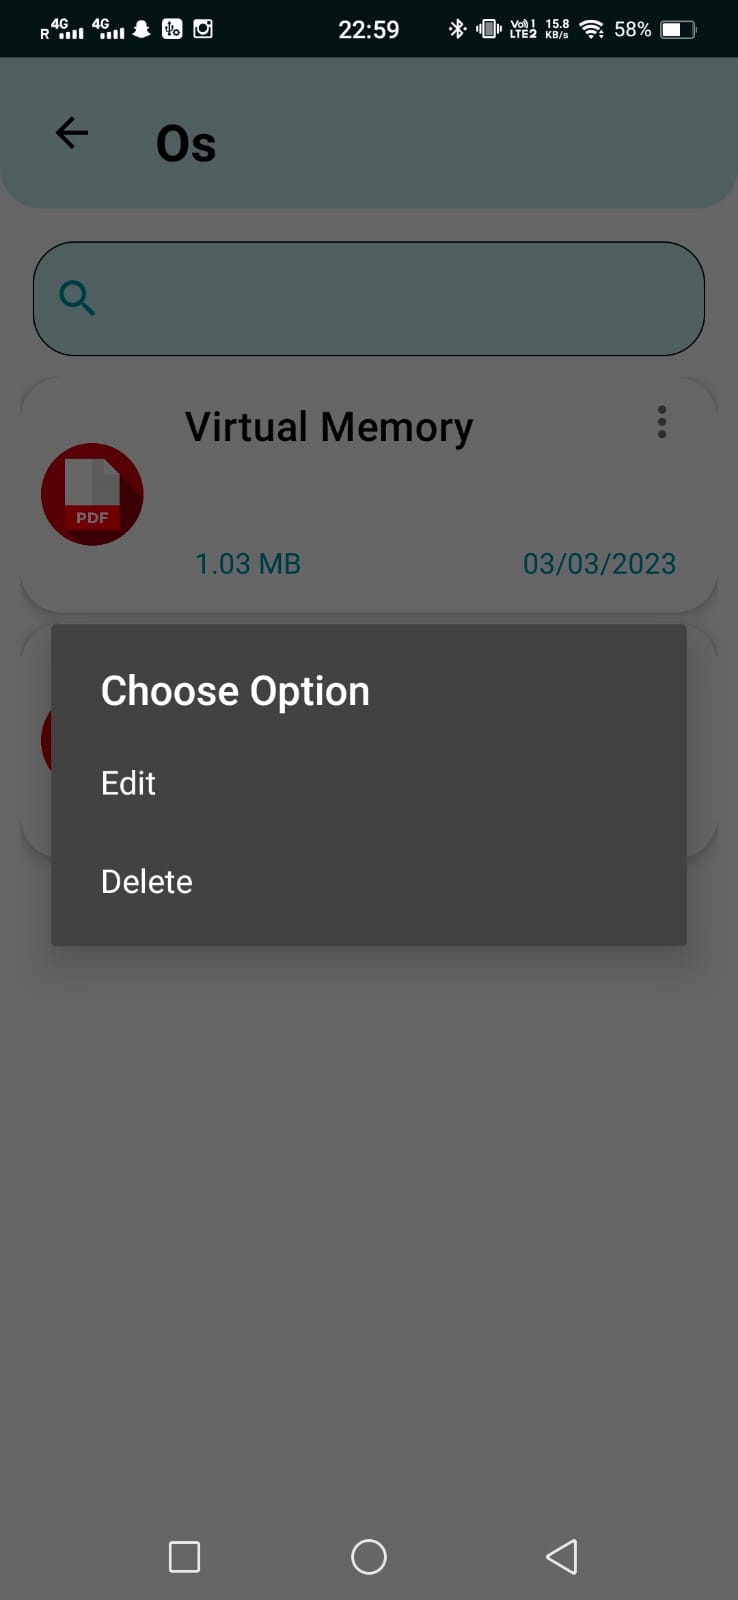 R 4G 4G 22:59 Vo)) 1 LTE2 15.8 KB/s 58%
Os
Virtual Memory
PDF
1.03 MB 03/03/2023
Choose Option
Edit
Delete